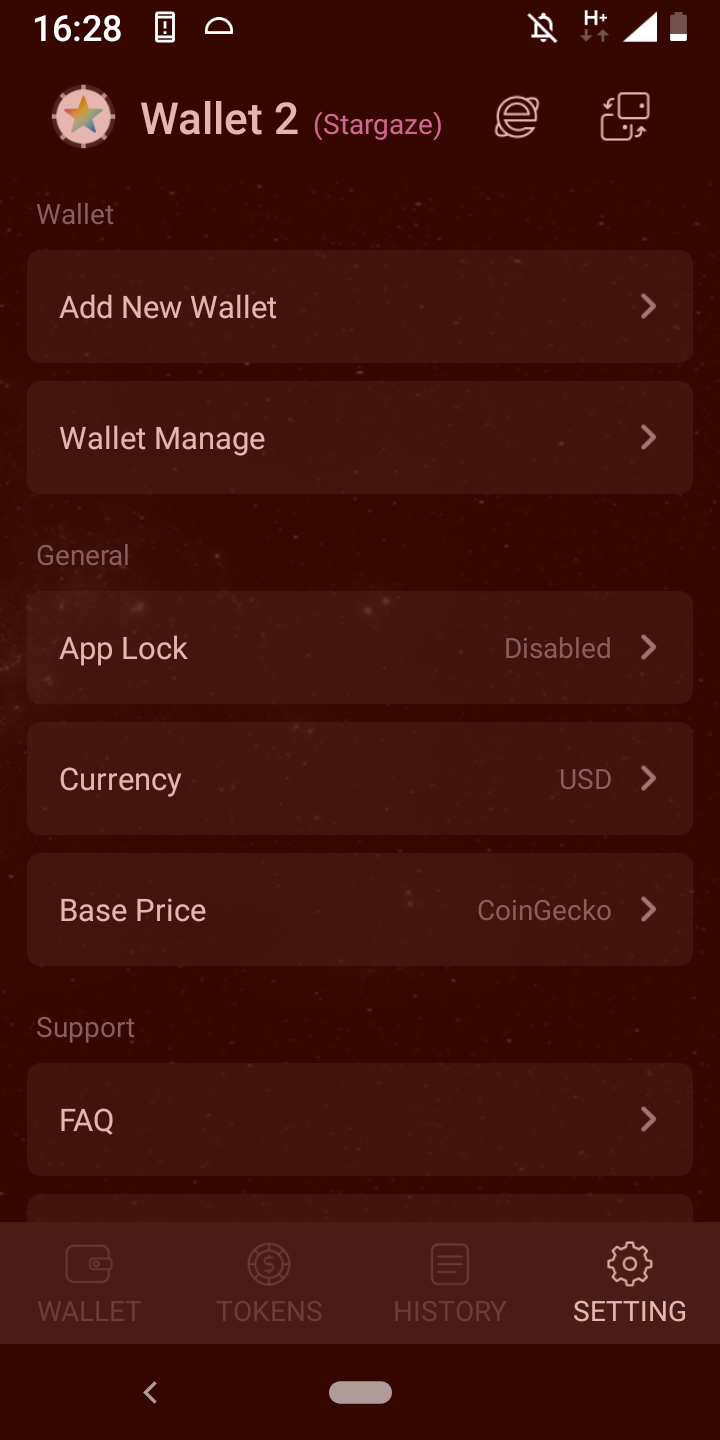 16:28
H+
Wallet 2 (Stargaze)
Wallet
Add New Wallet
Wallet Manage
General
App Lock Disabled
Currency USD
Base Price CoinGecko
Support
FAQ
WALLET TOKENS HISTORY SETTING